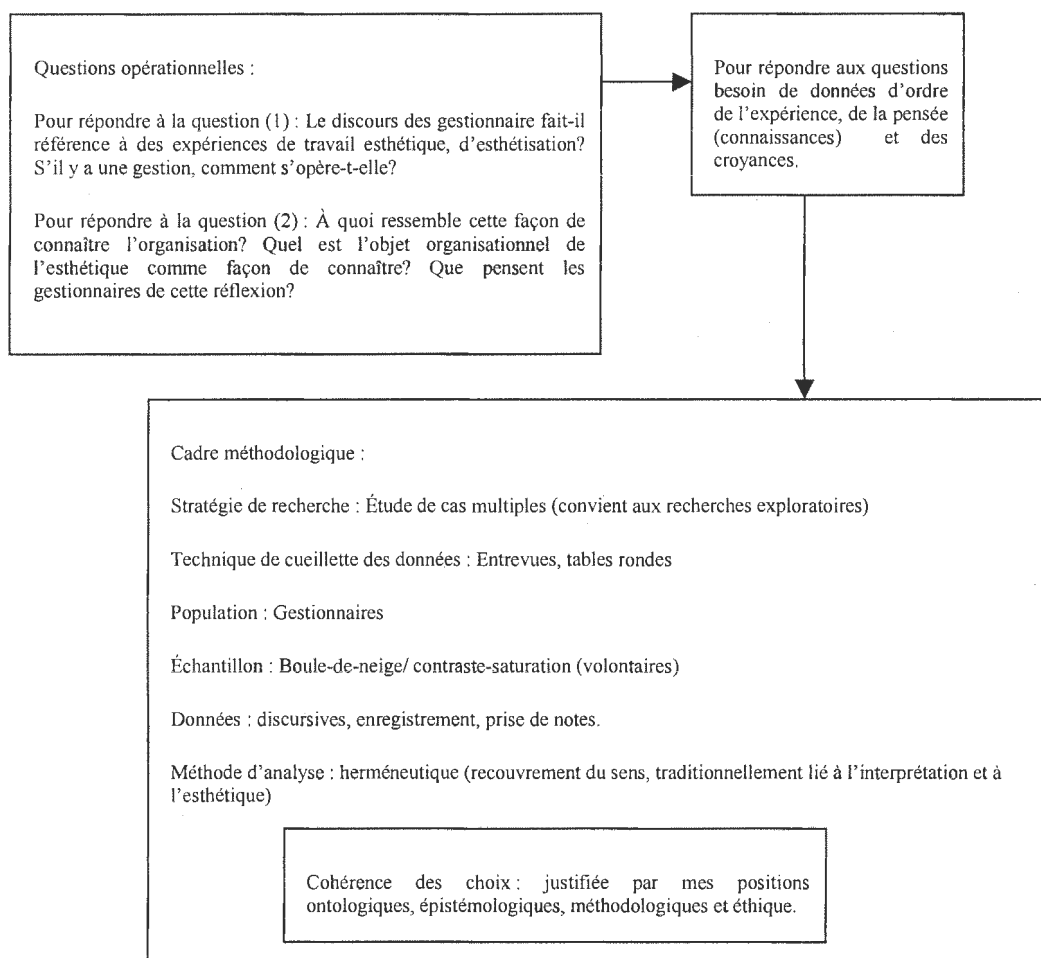 Questions opérationnelles :
Pour répondre à la question (1) : Le discours des gestionnaire fait-il
référence à des expériences de travail esthétique, d'esthétisation?
S'il y a une gestion, comment s'opère-t-elle?
Pour répondre à la question (2) : À quoi ressemble cette façon de
connaître l'organisation? Quel est l'objet organisationnel de
l'esthétique comme façon de connaître? Que pensent les
gestionnaires de cette réflexion?
Pour répondre aux questions
besoin de données d'ordre
de l'expérience, de la pensée
(connaissances) et des
croyances.
Cadre méthodologique :
Stratégie de recherche : Étude de cas multiples (convient aux recherches exploratoires)
Technique de cueillette des données : Entrevues, tables rondes
Population : Gestionnaires
Échantillon : Boule-de-neige/ contraste-saturation (volontaires)
Données : discursives, enregistrement, prise de notes.
Méthode d'analyse : herméneutique (recouvrement du sens, traditionnellement lié à l'interprétation et à
l'esthétique)
Cohérence des choix : justifiée par mes positions
ontologiques, épistémologiques, méthodologiques et éthique.